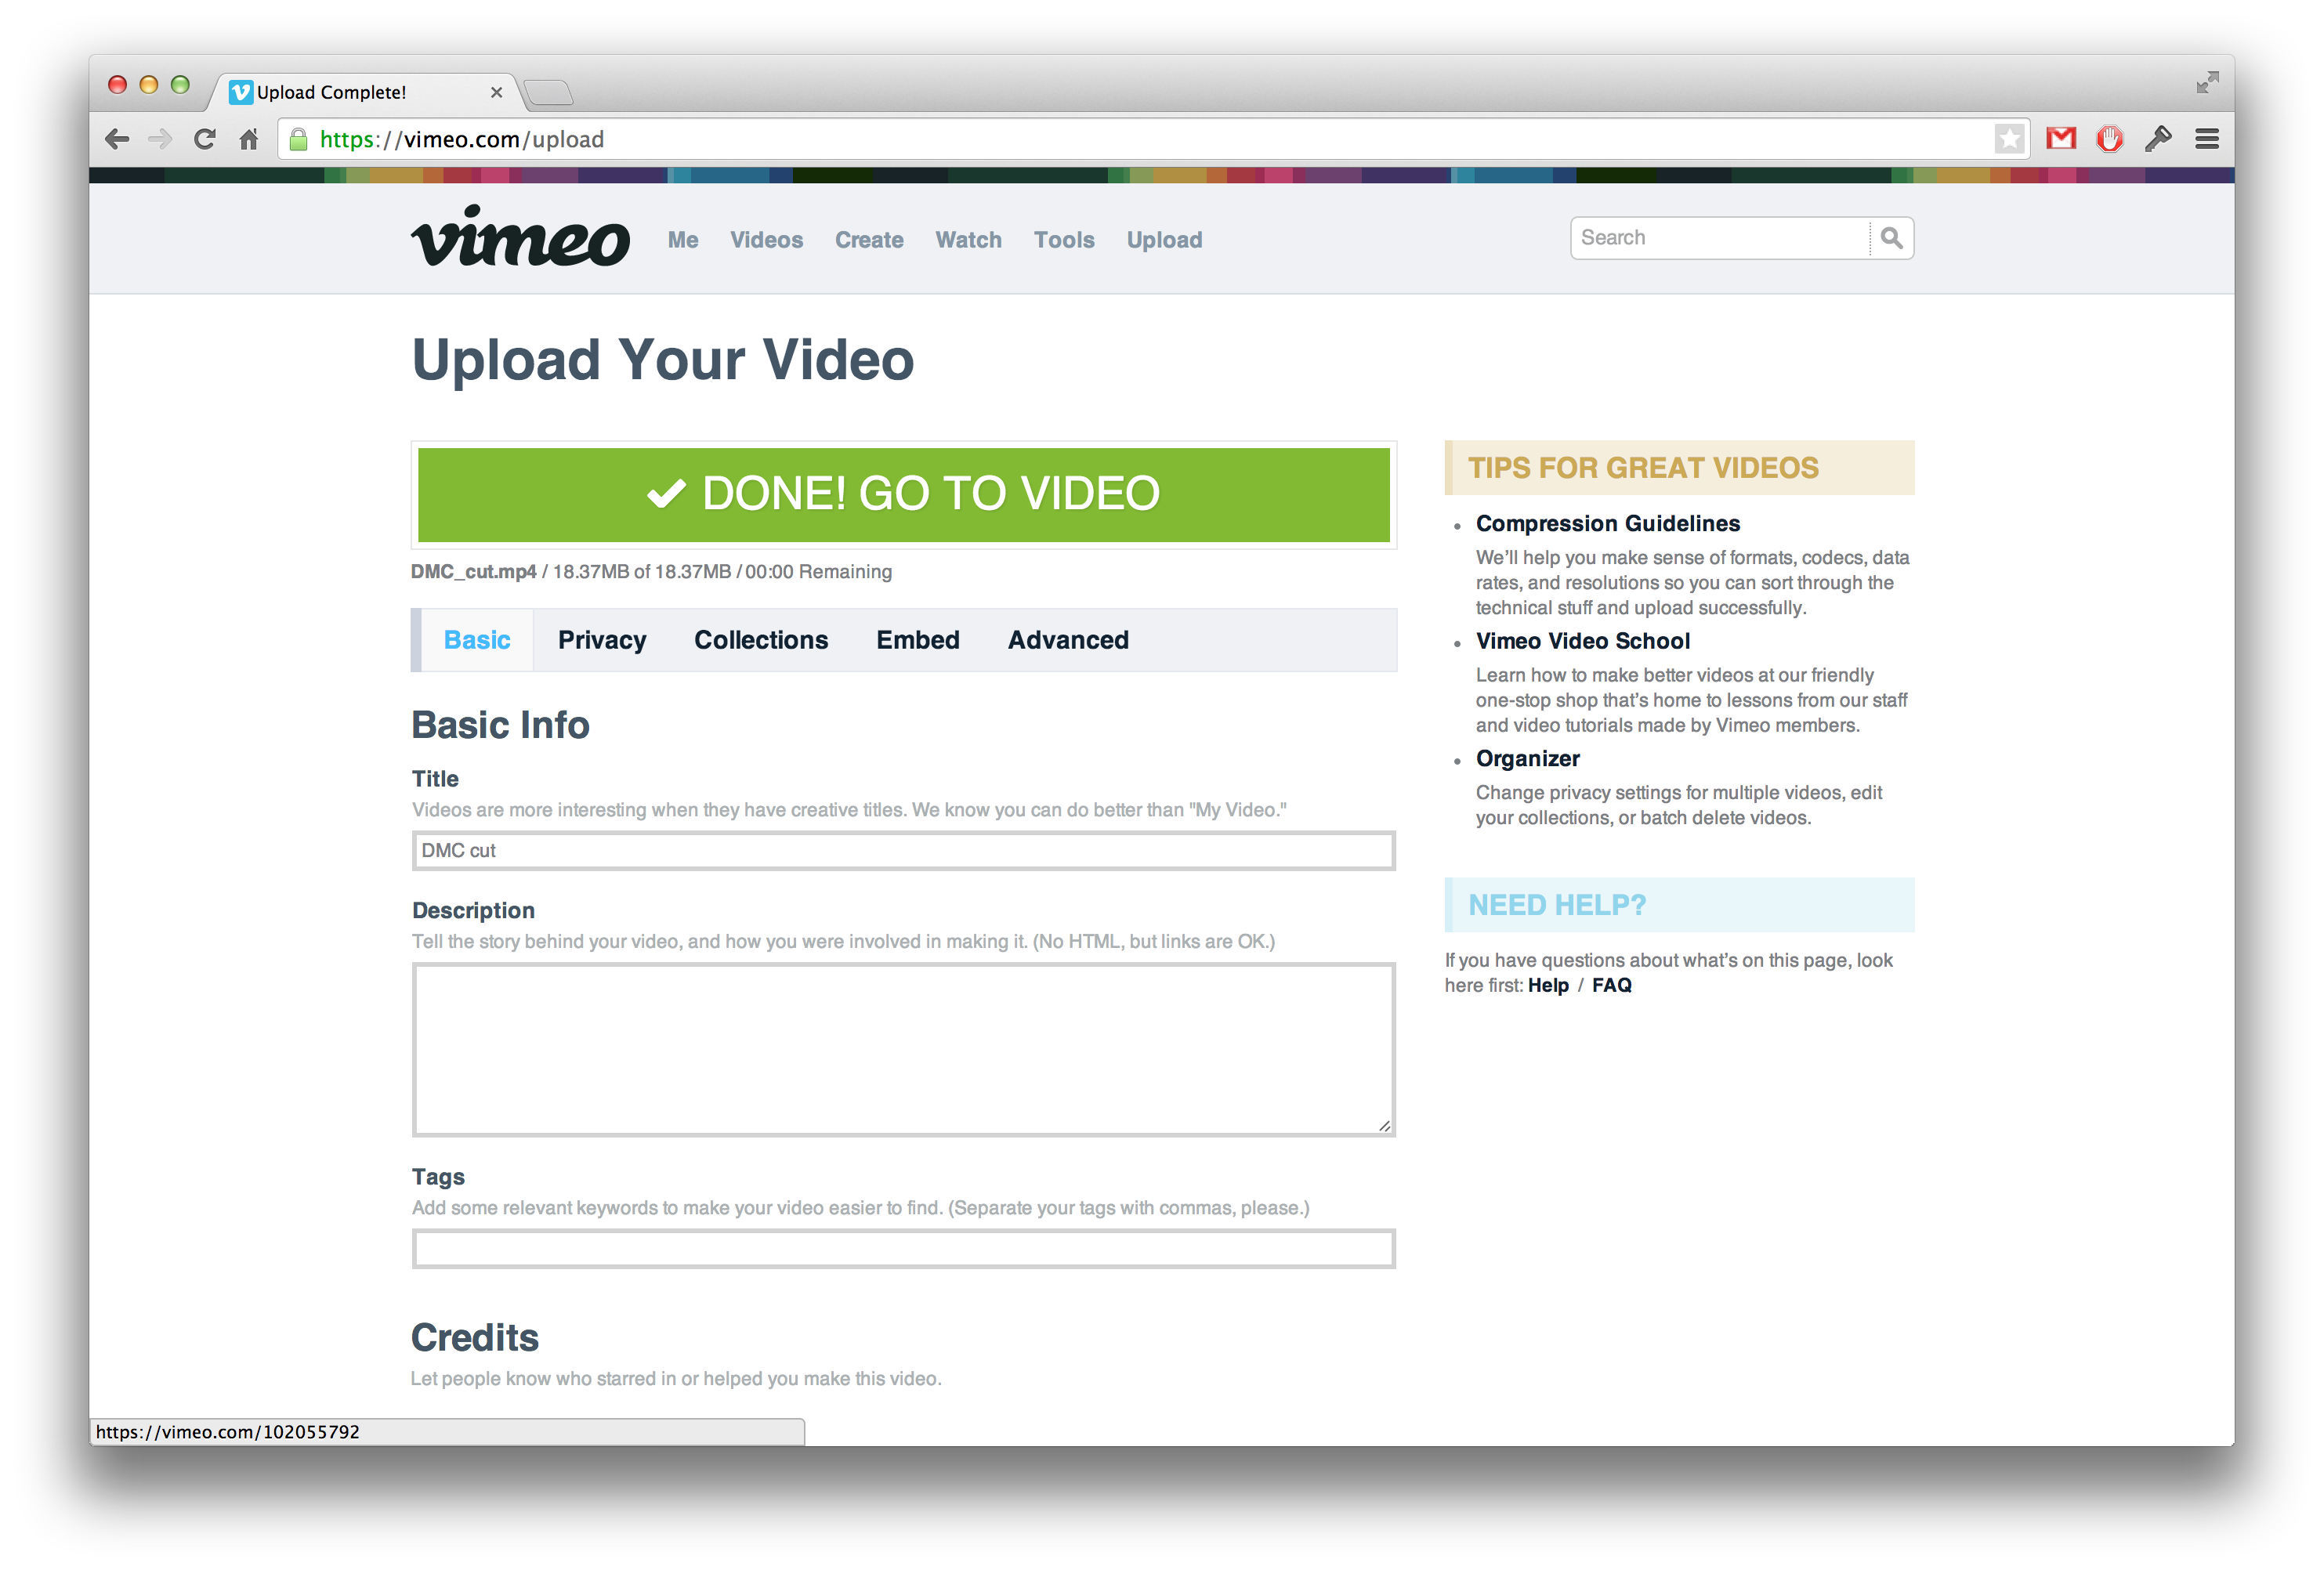 Upload Complete!
https://vimeo.com/upload
vimeo
Me Videos Create Watch Tools Upload
Search
Upload Your Video
DONE! GO TO VIDEO
DMC_cut.mp4 / 18.37MB of 18.37MB / 00:00 Remaining
Basic Privacy Collections Embed Advanced
Basic Info
Title
Videos are more interesting when they have creative titles. We know you can do better than "My Video."
DMC cut
Description
Tell the story behind your video, and how you were involved in making it. (No HTML, but links are OK.)
Tags
Add some relevant keywords to make your video easier to find. (Separate your tags with commas, please.)
Credits
Let people know who starred in or helped you make this video.
TIPS FOR GREAT VIDEOS
Compression Guidelines
We’ll help you make sense of formats, codecs, data
rates, and resolutions so you can sort through the
technical stuff and upload successfully.
Vimeo Video School
Learn how to make better videos at our friendly
one-stop shop that’s home to lessons from our staff
and video tutorials made by Vimeo members.
Organizer
Change privacy settings for multiple videos, edit
your collections, or batch delete videos.
NEED HELP?
If you have questions about what’s on this page, look
here first: Help / FAQ
https://vimeo.com/102055792